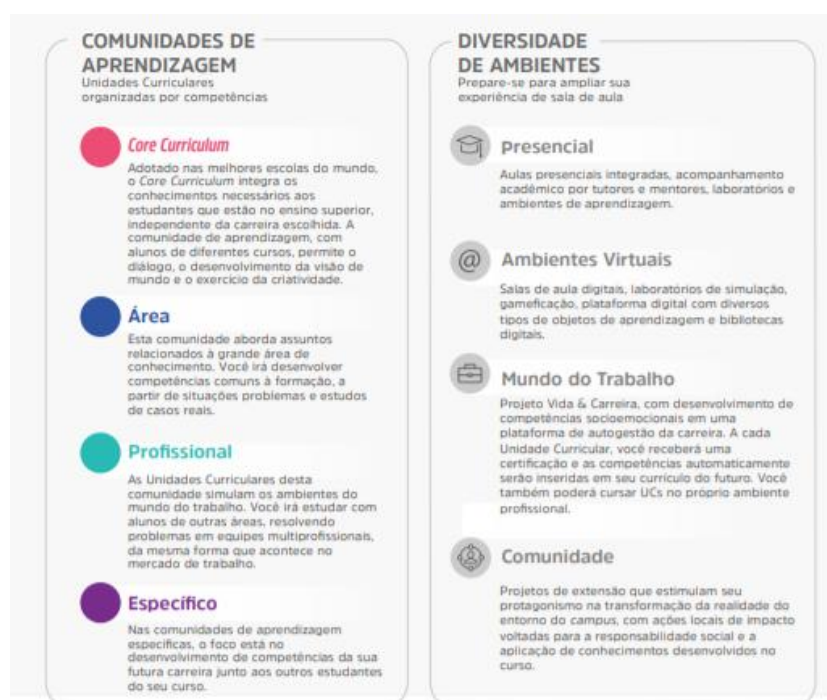 COMUNIDADES DE
APRENDIZAGEM
Unidades Curriculares
organizadas por competências
Core Curriculum
Adotado nas melhores escolas do mundo,
o Core Curriculum integra os
conhecimentos necessários aos
estudantes que estão no ensino superior,
independente da carreira escolhida. A
comunidade de aprendizagem, com
alunos de diferentes cursos, permite o
diálogo, o desenvolvimento da visão de
mundo e o exercício da criatividade.
Área
Esta comunidade aborda assuntos
relacionados à grande área de
conhecimento. Você irá desenvolver
competências comuns à formação, a
partir de situações problemas e estudos
de casos reais.
Profissional
As Unidades Curriculares desta
comunidade simulam os ambientes do
mundo do trabalho. Você irá estudar com
alunos de outras áreas, resolvendo
problemas em equipes multiprofissionais,
da mesma forma que acontece no
mercado de trabalho.
Específico
Nas comunidades de aprendizagem
específicas, o foco está no
desenvolvimento de competências da sua
futura carreira junto aos outros estudantes
do seu curso.
DIVERSIDADE
DE AMBIENTES
Prepare-se para ampliar sua
experiência de sala de aula
Presencial
Aulas presenciais integradas, acompanhamento
acadêmico por tutores e mentores, laboratórios e
ambientes de aprendizagem.
@ Ambientes Virtuais
Salas de aula digitais, laboratórios de simulação,
gameficação, plataforma digital com diversos
tipos de objetos de aprendizagem e bibliotecas
digitais.
Mundo do Trabalho
Projeto Vida & Carreira, com desenvolvimento de
competências socioemocionais em uma
plataforma de autogestão da carreira. A cada
Unidade Curricular, você receberá uma
certificação e as competências automaticamente
serão inseridas em seu currículo do futuro. Você
também poderá cursar UCs no próprio ambiente
profissional.
Comunidade
Projetos de extensão que estimulam seu
protagonismo na transformação da realidade do
entorno do campus, com ações locais de impacto
voltadas para a responsabilidade social e a
aplicação de conhecimentos desenvolvidos no
curso.